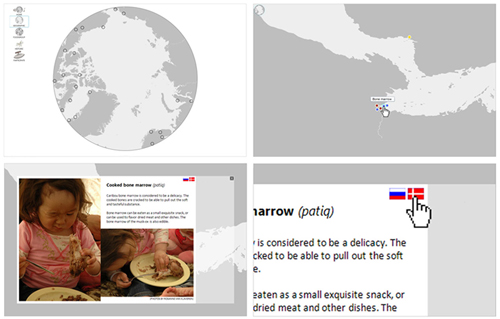 Bone marrow
Cooked bone marrow (patiq)
Caribou bone marrow is considered to be a delicacy. The
cooked bones are cracked to be able to pull out the soft
and tasteful substance.
Bone marrow can be eaten as a small exquisite snack, or
can be used to flavor dried meat and other dishes. The
bone marrow of the musk-ox is also edible.
marrow (patiq)
is considered to be a delicacy. The
cked to be able to pull out the soft
e.
eaten as a small exquisite snack, or
dried meat and other dishes. The